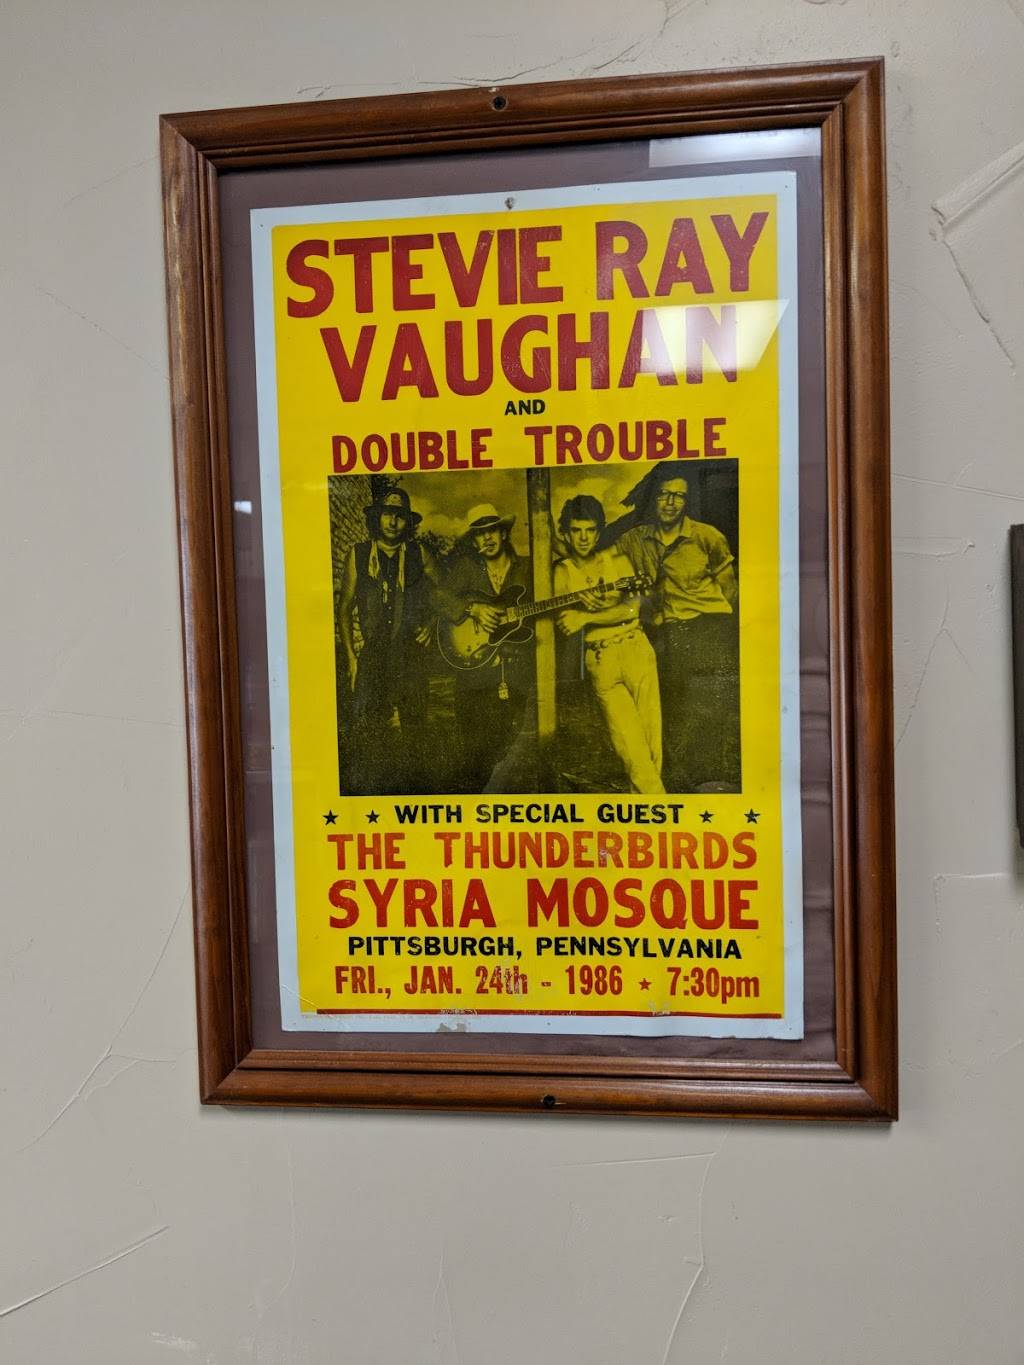 STEVIE RAY
VAUGHAN
AND
DOUBLE TROUBLE
★ ★ WITH SPECIAL GUEST ★ ★
THE THUNDERBIRDS
SYRIA MOSQUE
PITTSBURGH, PENNSYLVANIA
FRI., JAN. 24th - 1986 ★ 7:30pm